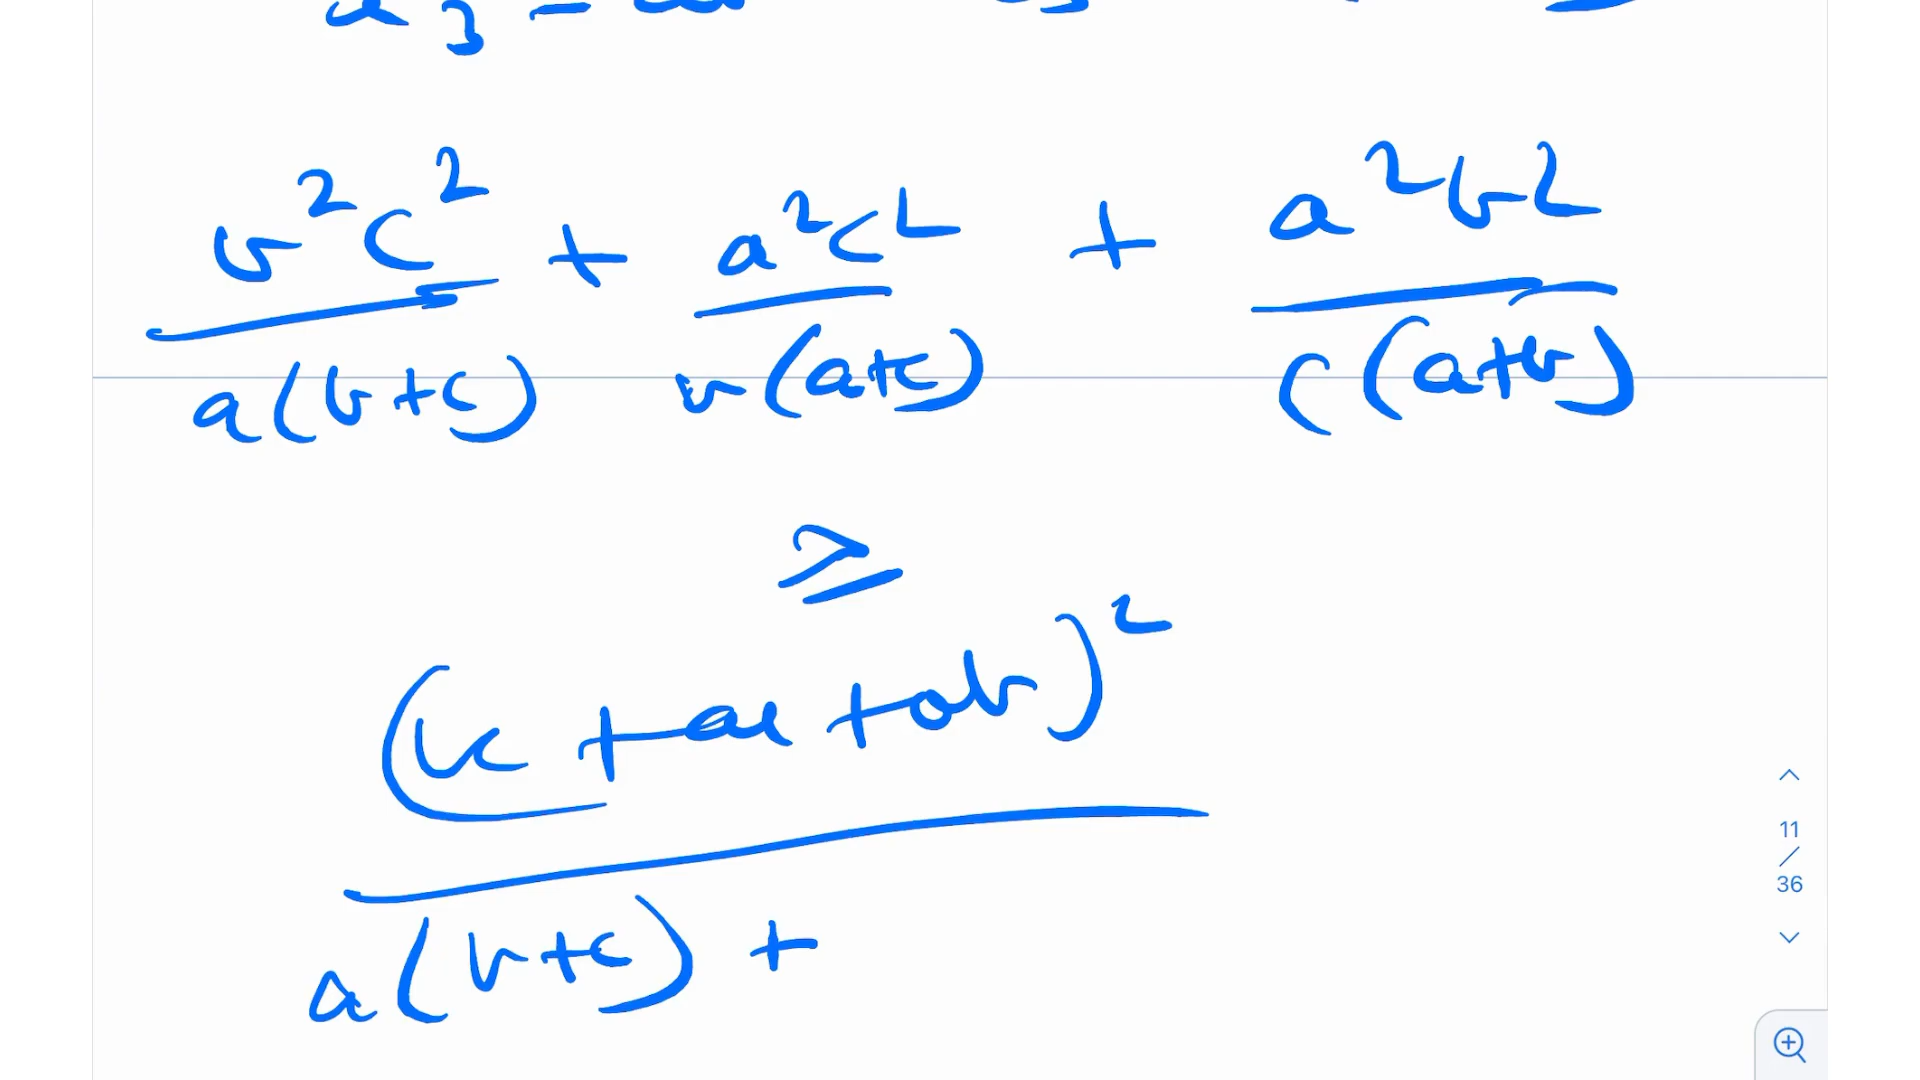 b²c²/a(b+c) + a²c²/b(a+c) + a²b²/c(a+b)
≥
(bc + ac + ab)²
a(b+c) +
11
/
36